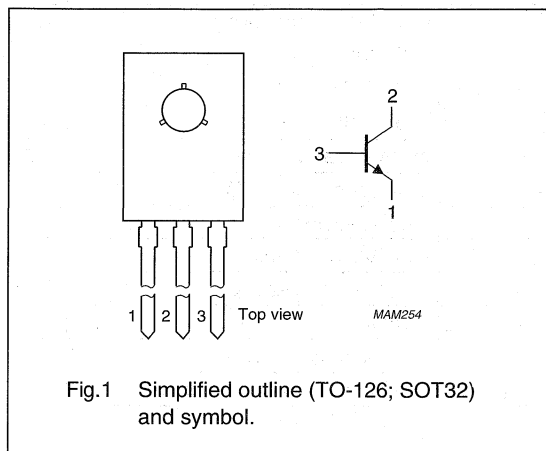 2
3
1
1 2 3 Top view MAM254
Fig.1 Simplified outline (TO-126; SOT32)
and symbol.